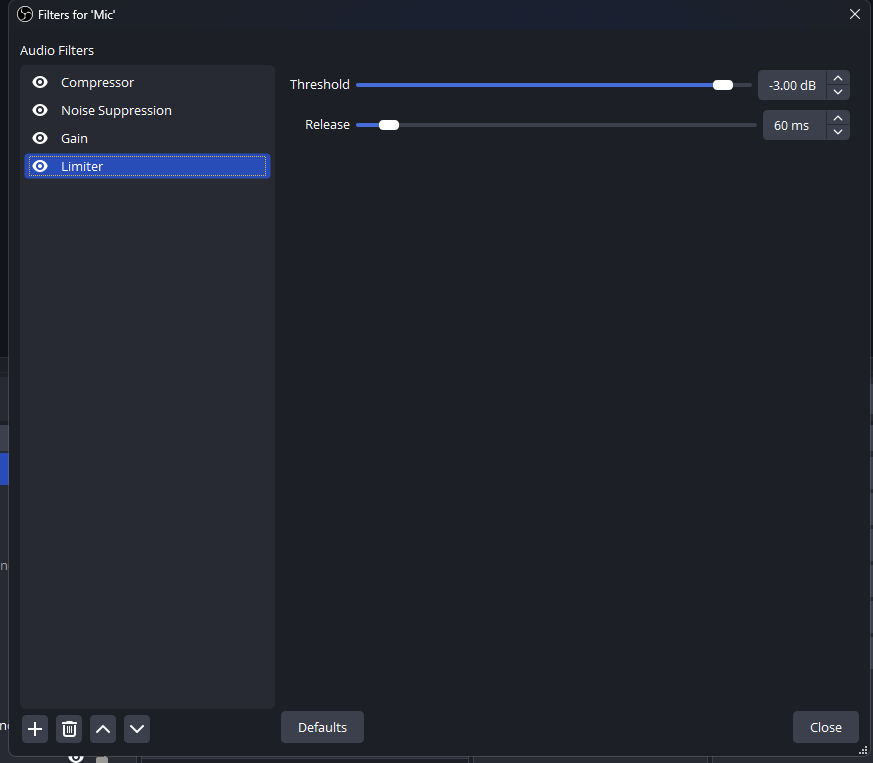 Filters for 'Mic'
Audio Filters
Compressor
Noise Suppression
Gain
Limiter
Threshold
-3.00 dB
Release
60 ms
Defaults
Close